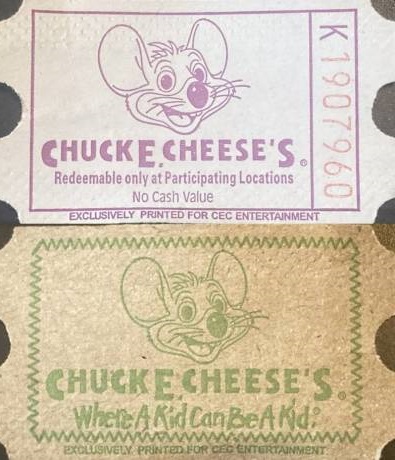 CHUCK E. CHEESE'S®
Redeemable only at Participating Locations
No Cash Value
EXCLUSIVELY PRINTED FOR CEC ENTERTAINMENT
K 1907960
CHUCK E. CHEESE'S®
Where A Kid Can Be A Kid!®
EXCLUSIVELY PRINTED FOR CEC ENTERTAINMENT